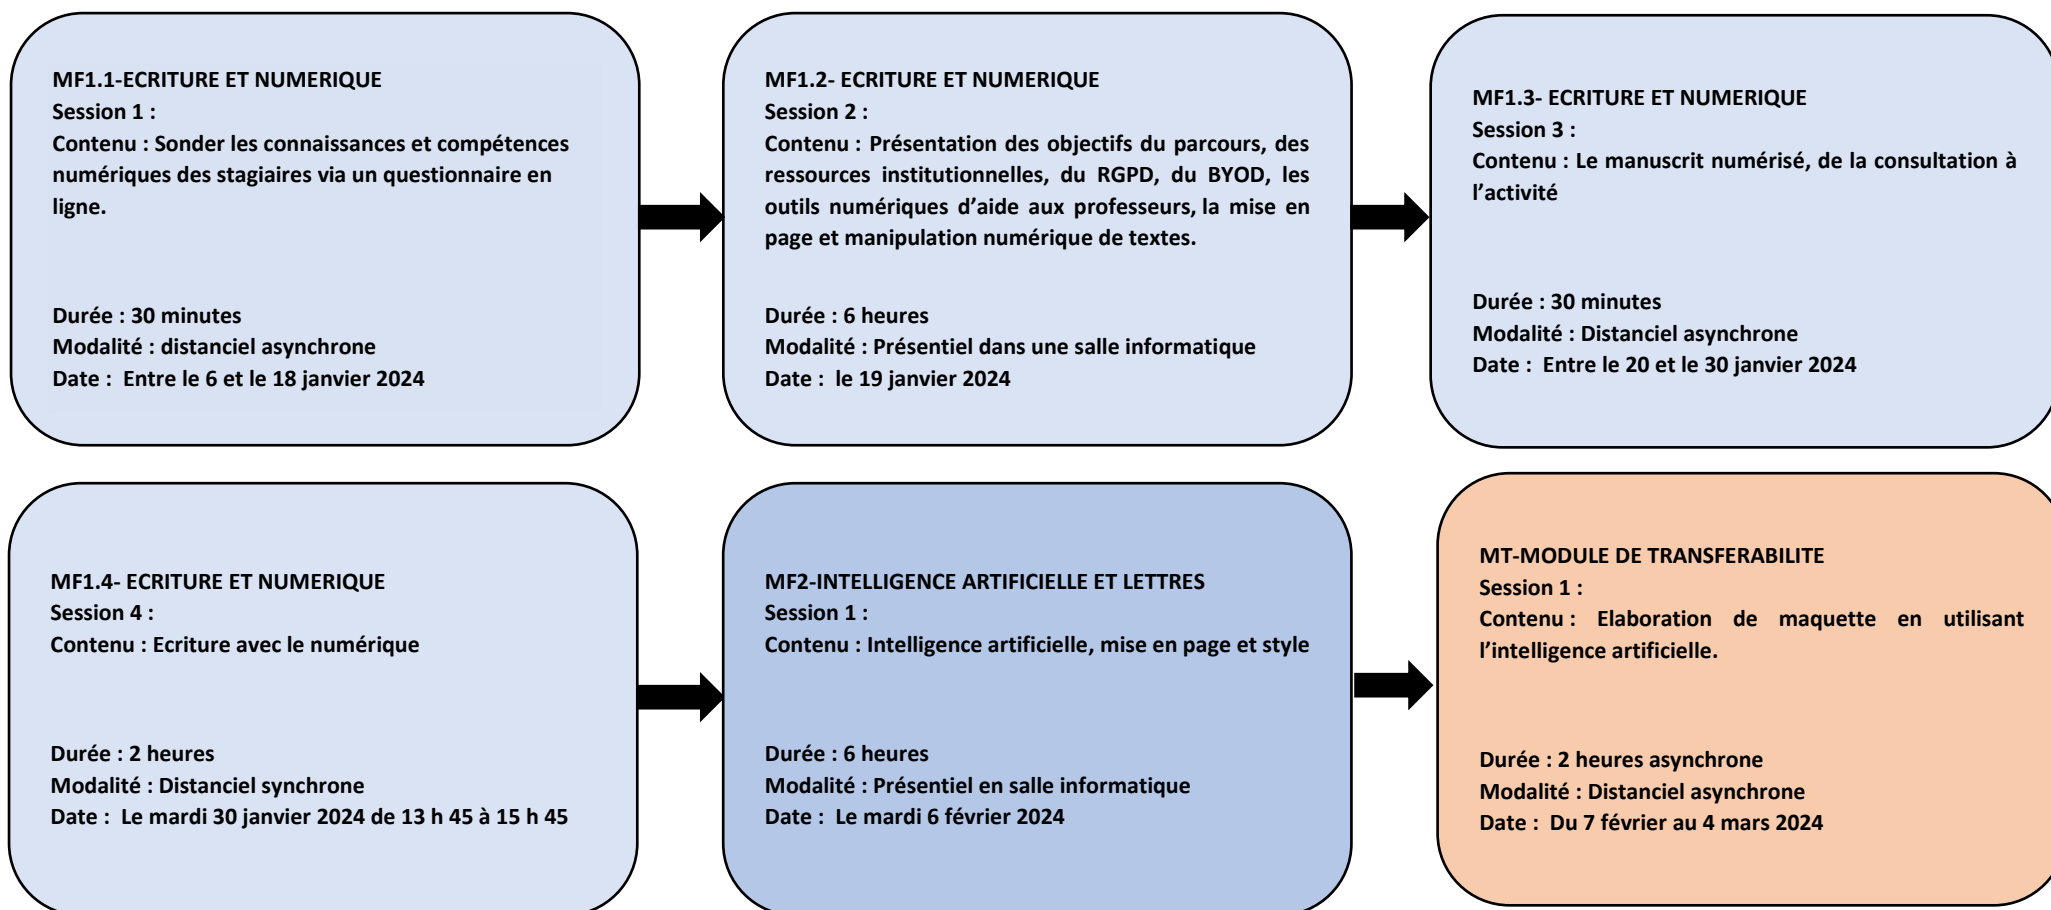 MF1.1-ECRITURE ET NUMERIQUE
Session 1 :
Contenu : Sonder les connaissances et compétences
numériques des stagiaires via un questionnaire en
ligne.
Durée : 30 minutes
Modalité : distanciel asynchrone
Date :  Entre le 6 et le 18 janvier 2024
MF1.2- ECRITURE ET NUMERIQUE
Session 2 :
Contenu : Présentation des objectifs du parcours, des
ressources institutionnelles, du RGPD, du BYOD, les
outils numériques d’aide aux professeurs, la mise en
page et manipulation numérique de textes.
Durée : 6 heures
Modalité : Présentiel dans une salle informatique
Date :  le 19 janvier 2024
MF1.3- ECRITURE ET NUMERIQUE
Session 3 :
Contenu : Le manuscrit numérisé, de la consultation à
l’activité
Durée : 30 minutes
Modalité : Distanciel asynchrone
Date :  Entre le 20 et le 30 janvier 2024
MF1.4- ECRITURE ET NUMERIQUE
Session 4 :
Contenu : Ecriture avec le numérique
Durée : 2 heures
Modalité : Distanciel synchrone
Date :  Le mardi 30 janvier 2024 de 13 h 45 à 15 h 45
MF2-INTELLIGENCE ARTIFICIELLE ET LETTRES
Session 1 :
Contenu : Intelligence artificielle, mise en page et style
Durée : 6 heures
Modalité : Présentiel en salle informatique
Date :  Le mardi 6 février 2024
MT-MODULE DE TRANSFERABILITE
Session 1 :
Contenu : Elaboration de maquette en utilisant
l’intelligence artificielle.
Durée : 2 heures asynchrone
Modalité : Distanciel asynchrone
Date :  Du 7 février au 4 mars 2024